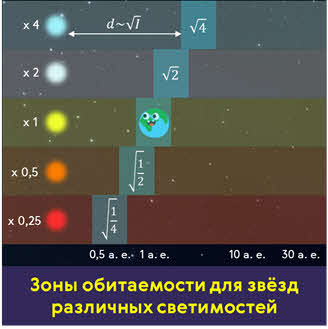 x 4 d~√I √4
x 2 √2
x 1
x 0,5 √1/2
x 0,25 √1/4
0,5 а. е. 1 а. е. 10 а. е. 30 а. е.
Зоны обитаемости для звёзд
различных светимостей